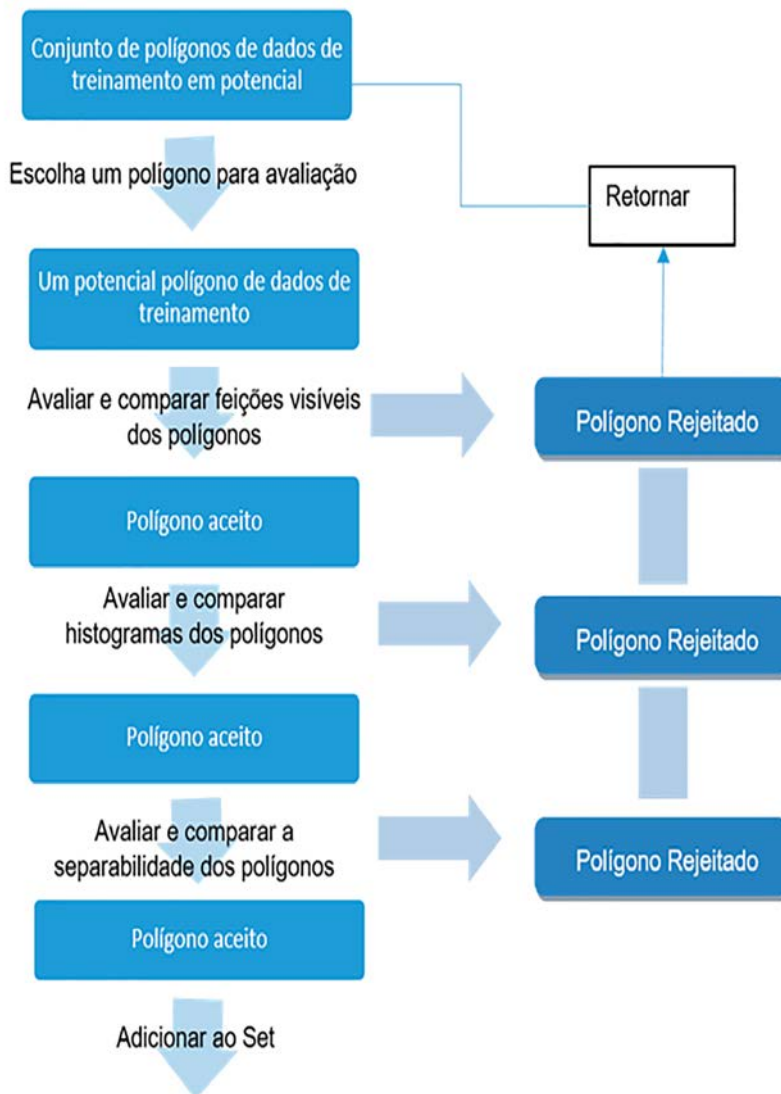 Conjunto de polígonos de dados de
treinamento em potencial
Escolha um polígono para avaliação
Retornar
Um potencial polígono de dados de
treinamento
Avaliar e comparar feições visíveis
dos polígonos
Polígono Rejeitado
Polígono aceito
Avaliar e comparar
histogramas dos polígonos
Polígono Rejeitado
Polígono aceito
Avaliar e comparar a
separabilidade dos polígonos
Polígono Rejeitado
Polígono aceito
Adicionar ao Set